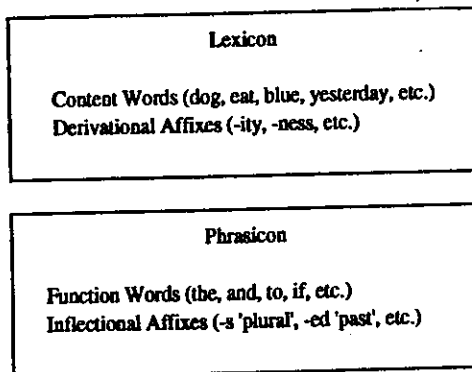 Lexicon
Content Words (dog, eat, blue, yesterday, etc.)
Derivational Affixes (-ity, -ness, etc.)
Phrasicon
Function Words (the, and, to, if, etc.)
Inflectional Affixes (-s 'plural', -ed 'past', etc.)